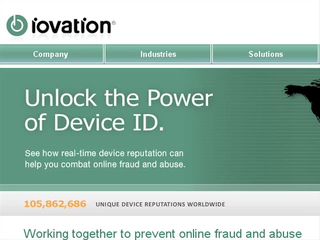 iovation®
Company Industries Solutions
Unlock the Power
of Device ID.
See how real-time device reputation can
help you combat online fraud and abuse.
105,862,686 UNIQUE DEVICE REPUTATIONS WORLDWIDE
Working together to prevent online fraud and abuse